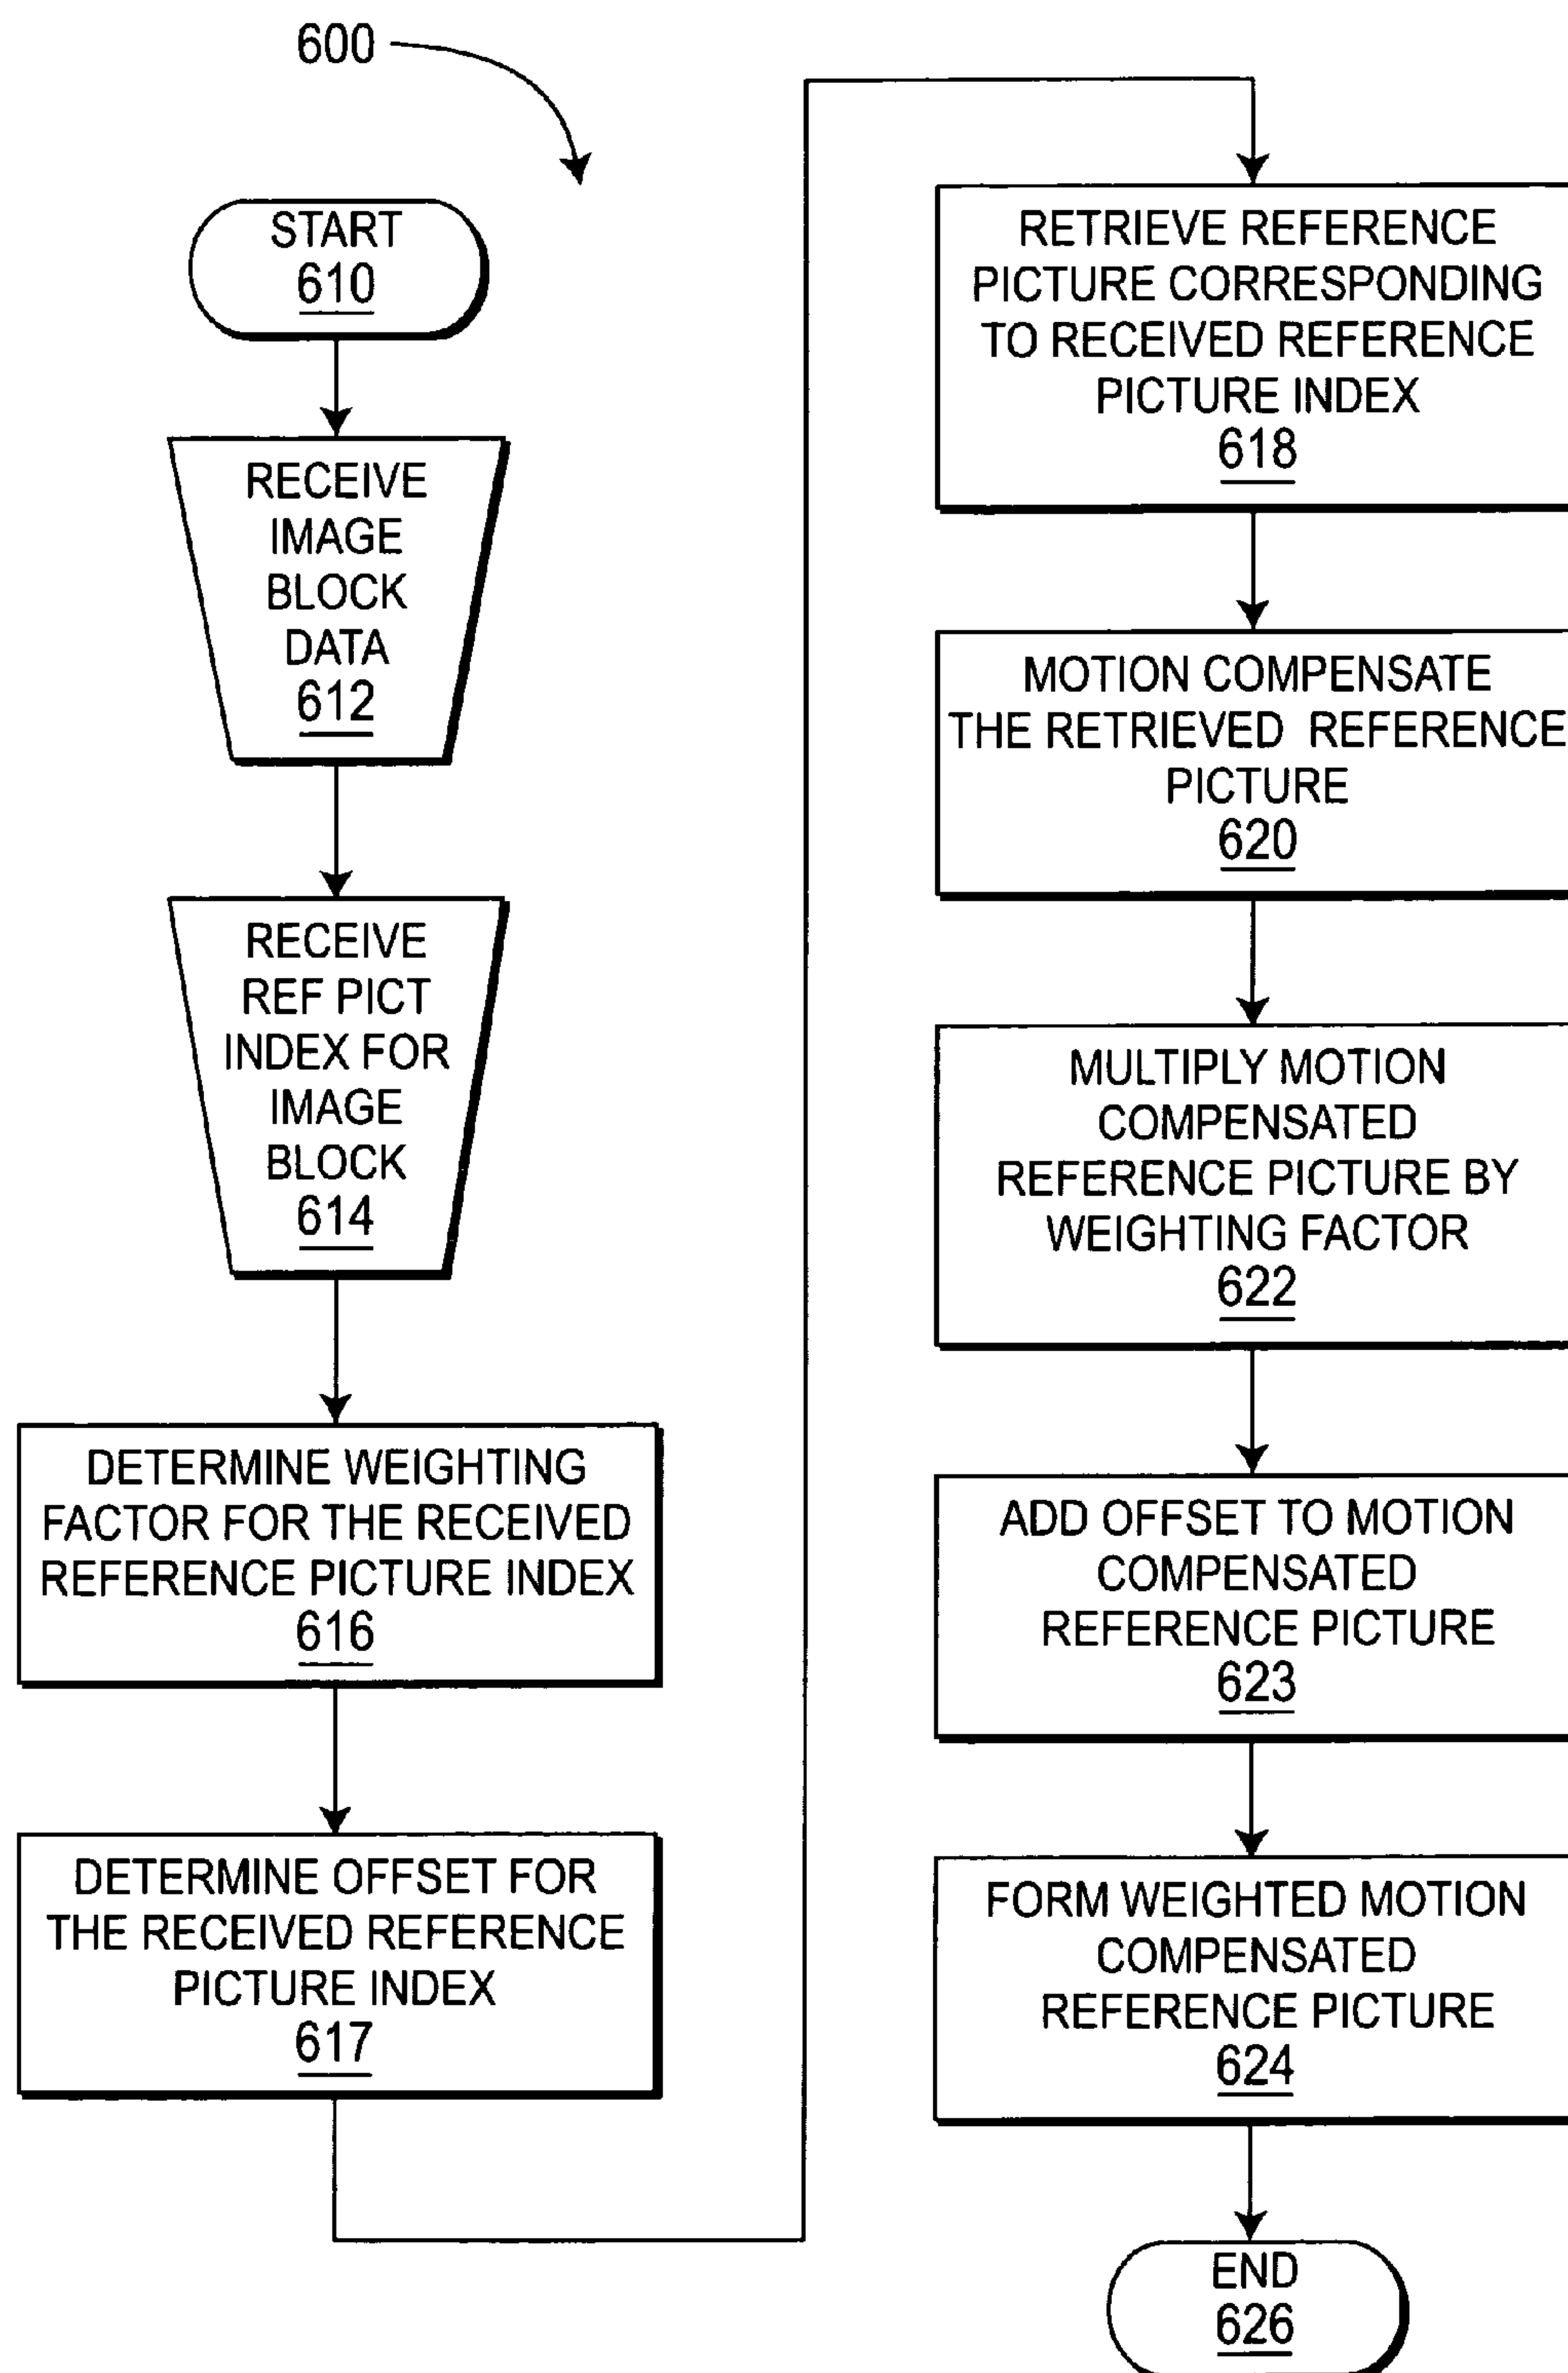 600
START
610
RECEIVE
IMAGE
BLOCK
DATA
612
RECEIVE
REF PICT
INDEX FOR
IMAGE
BLOCK
614
DETERMINE WEIGHTING
FACTOR FOR THE RECEIVED
REFERENCE PICTURE INDEX
616
DETERMINE OFFSET FOR
THE RECEIVED REFERENCE
PICTURE INDEX
617
RETRIEVE REFERENCE
PICTURE CORRESPONDING
TO RECEIVED REFERENCE
PICTURE INDEX
618
MOTION COMPENSATE
THE RETRIEVED REFERENCE
PICTURE
620
MULTIPLY MOTION
COMPENSATED
REFERENCE PICTURE BY
WEIGHTING FACTOR
622
ADD OFFSET TO MOTION
COMPENSATED
REFERENCE PICTURE
623
FORM WEIGHTED MOTION
COMPENSATED
REFERENCE PICTURE
624
END
626